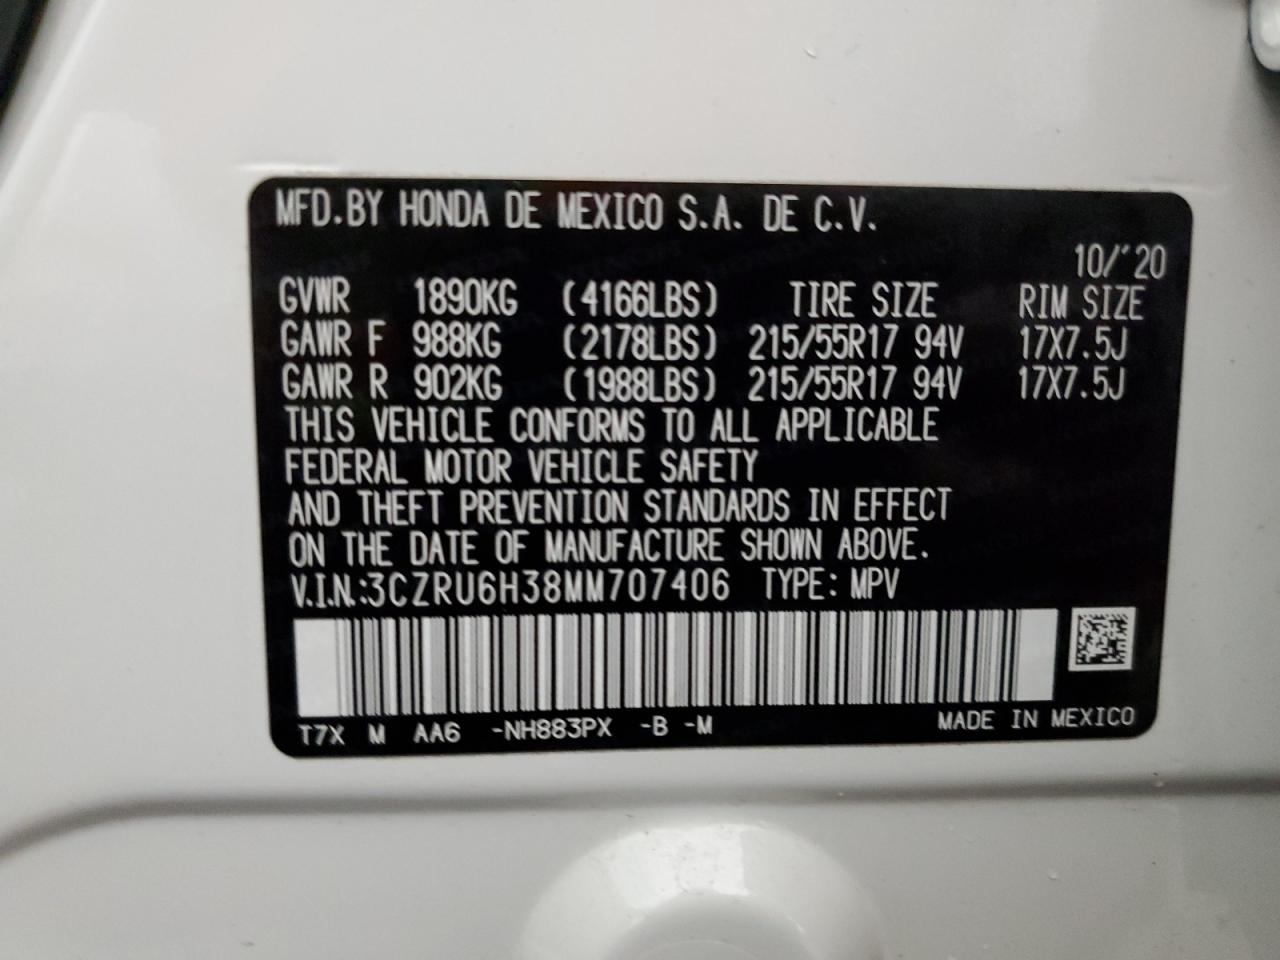 MFD.BY HONDA DE MEXICO S.A. DE C.V.
10/'20
GVWR 1890KG (4166LBS) TIRE SIZE RIM SIZE
GAWR F 988KG (2178LBS) 215/55R17 94V 17X7.5J
GAWR R 902KG (1988LBS) 215/55R17 94V 17X7.5J
THIS VEHICLE CONFORMS TO ALL APPLICABLE
FEDERAL MOTOR VEHICLE SAFETY
AND THEFT PREVENTION STANDARDS IN EFFECT
ON THE DATE OF MANUFACTURE SHOWN ABOVE.
V.I.N.:3CZRU6H38MM707406 TYPE: MPV
T7X M AA6 -NH883PX -B -M MADE IN MEXICO